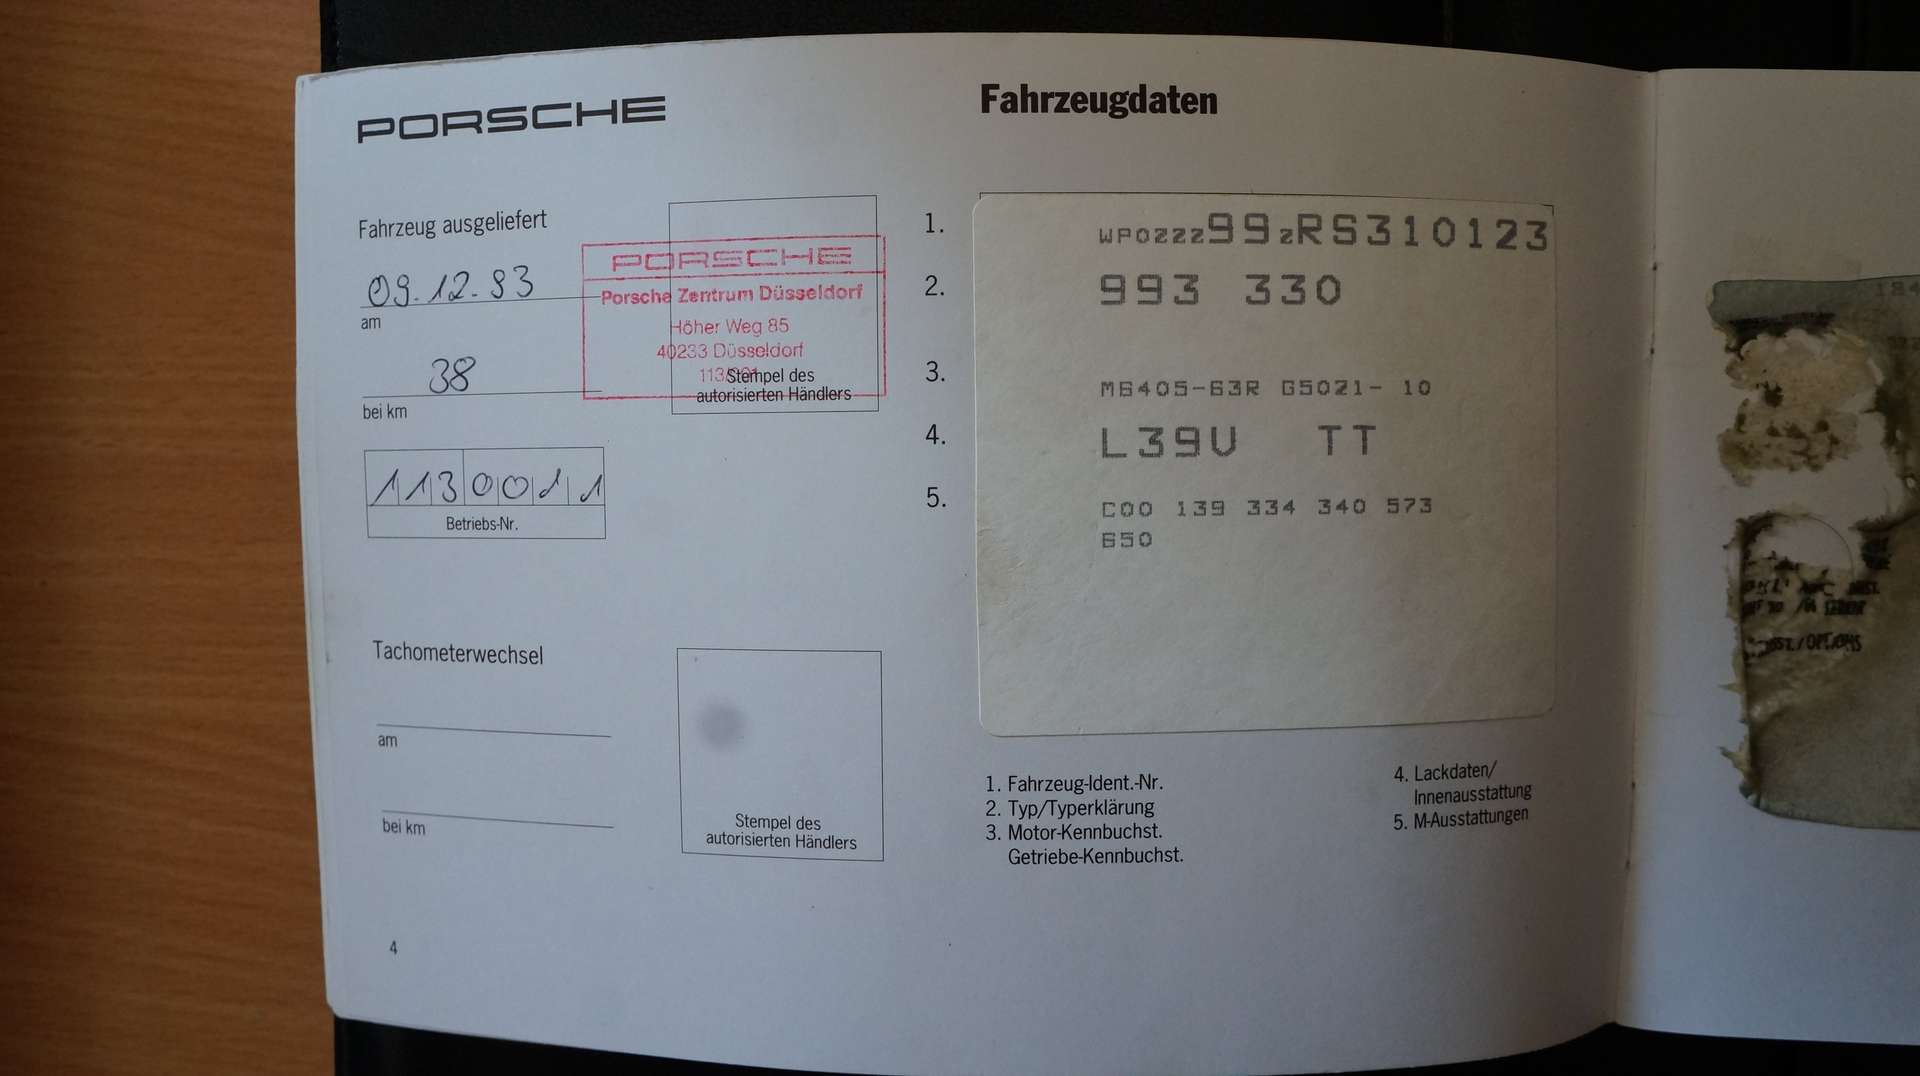 PORSCHE
Fahrzeug ausgeliefert
09.12.93
am
38
bei km
1130011
Betriebs-Nr.
PORSCHE
Porsche Zentrum Düsseldorf
Höher Weg 85
40233 Düsseldorf
Stempel des
autorisierten Händlers
Tachometerwechsel
am
bei km
Stempel des
autorisierten Händlers
4
Fahrzeugdaten
1. WP0ZZZ99ZRS310123
2. 993 330
3. M6405-63R G5021- 10
4. L39U TT
5. C00 139 334 340 573
650
1. Fahrzeug-Ident.-Nr.
2. Typ/Typerklärung
3. Motor-Kennbuchst.
Getriebe-Kennbuchst.
4. Lackdaten/
Innenausstattung
5. M-Ausstattungen
/OPTIONS